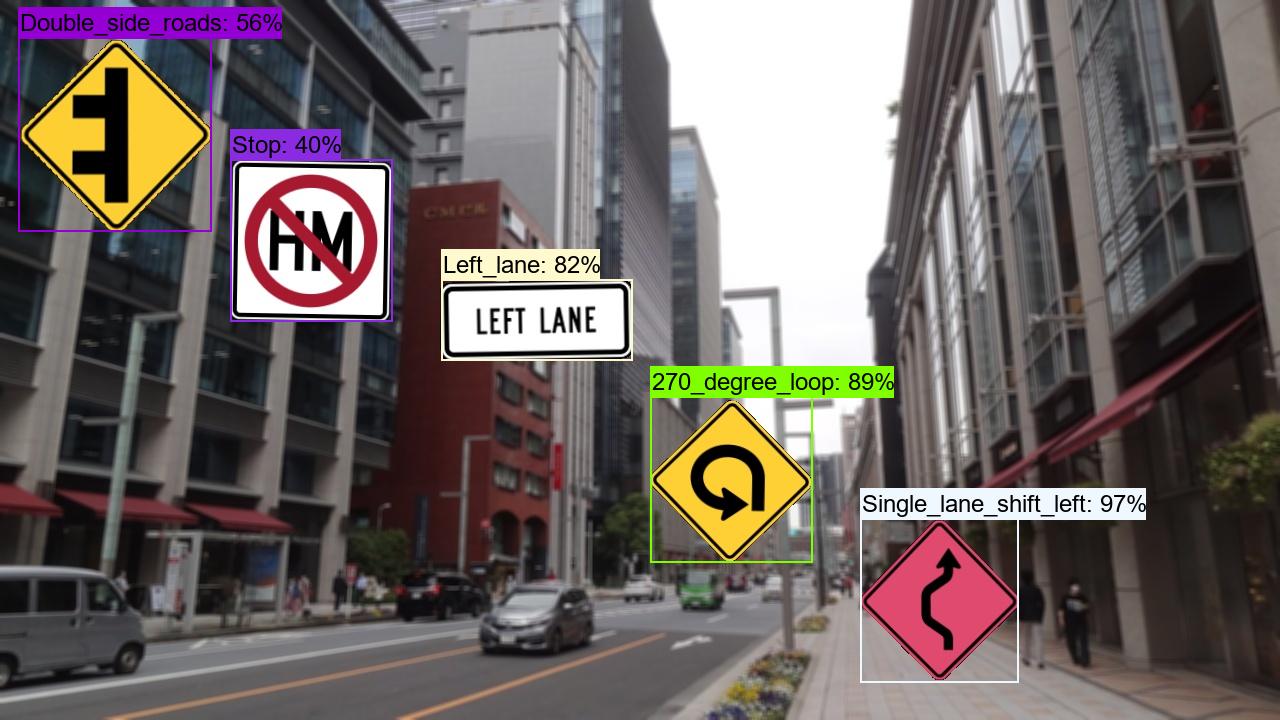 Double_side_roads: 56%
Stop: 40%
HM
Left_lane: 82%
LEFT LANE
270_degree_loop: 89%
Single_lane_shift_left: 97%